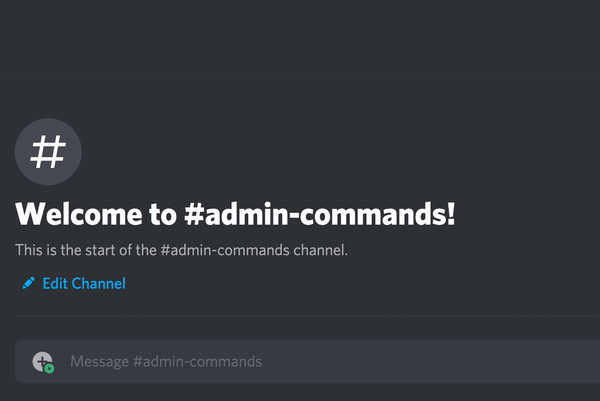 #
Welcome to #admin-commands!
This is the start of the #admin-commands channel.
Edit Channel
Message #admin-commands